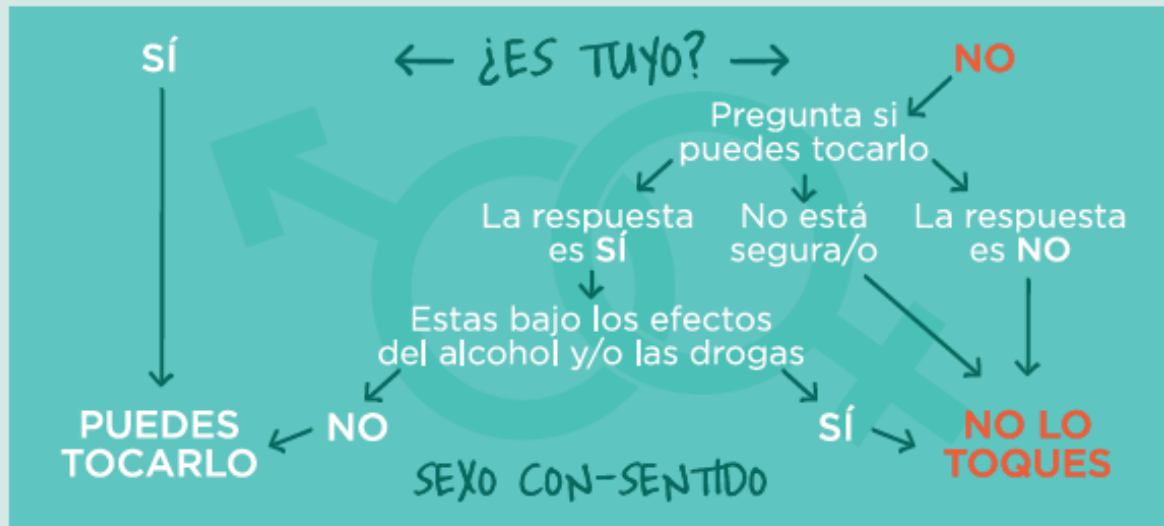 SÍ
¿ES TUYO?
NO
Pregunta si
puedes tocarlo
La respuesta
es SÍ
No está
segura/o
La respuesta
es NO
Estas bajo los efectos
del alcohol y/o las drogas
PUEDES
TOCARLO
NO
SÍ
NO LO
TOQUES
SEXO CON-SENTIDO